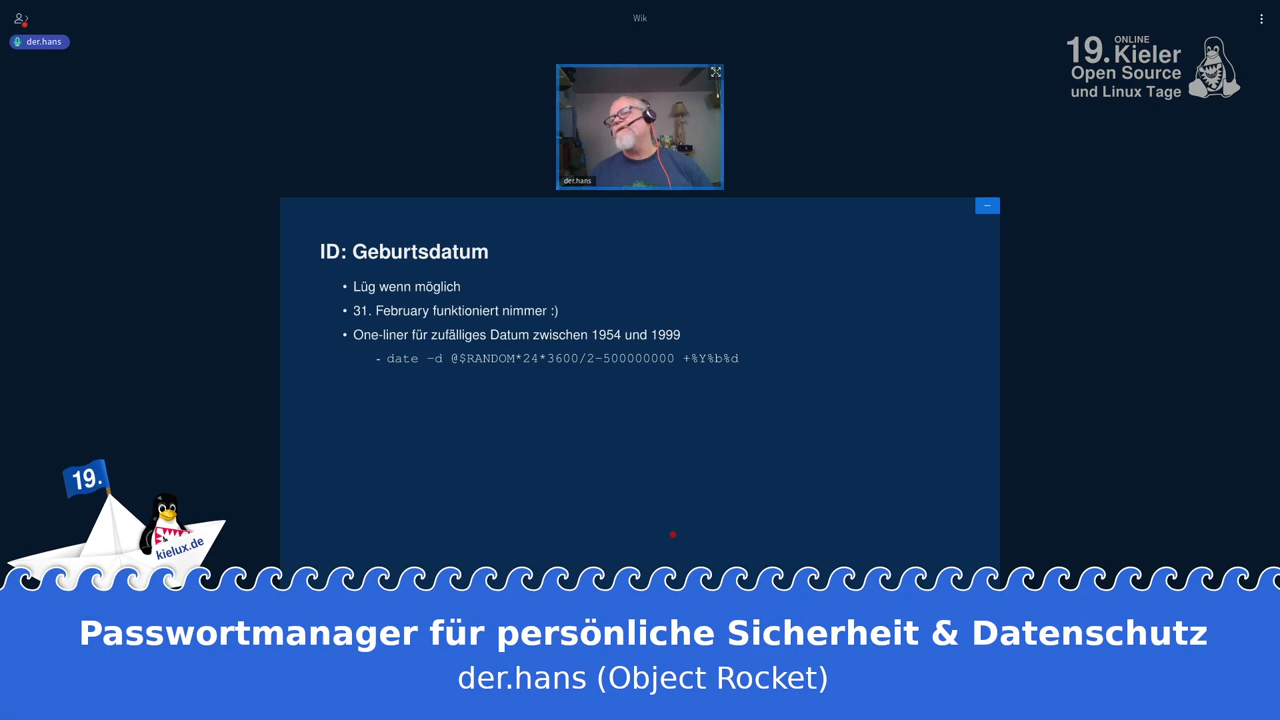 Wik
der.hans
19. ONLINE Kieler
Open Source
und Linux Tage
der.hans
ID: Geburtsdatum
• Lüg wenn möglich
• 31. February funktioniert nimmer :)
• One-liner für zufälliges Datum zwischen 1954 und 1999
- date -d @$RANDOM*24*3600/2-500000000 +%Y%b%d
19.
kielux.de
Passwortmanager für persönliche Sicherheit & Datenschutz
der.hans (Object Rocket)